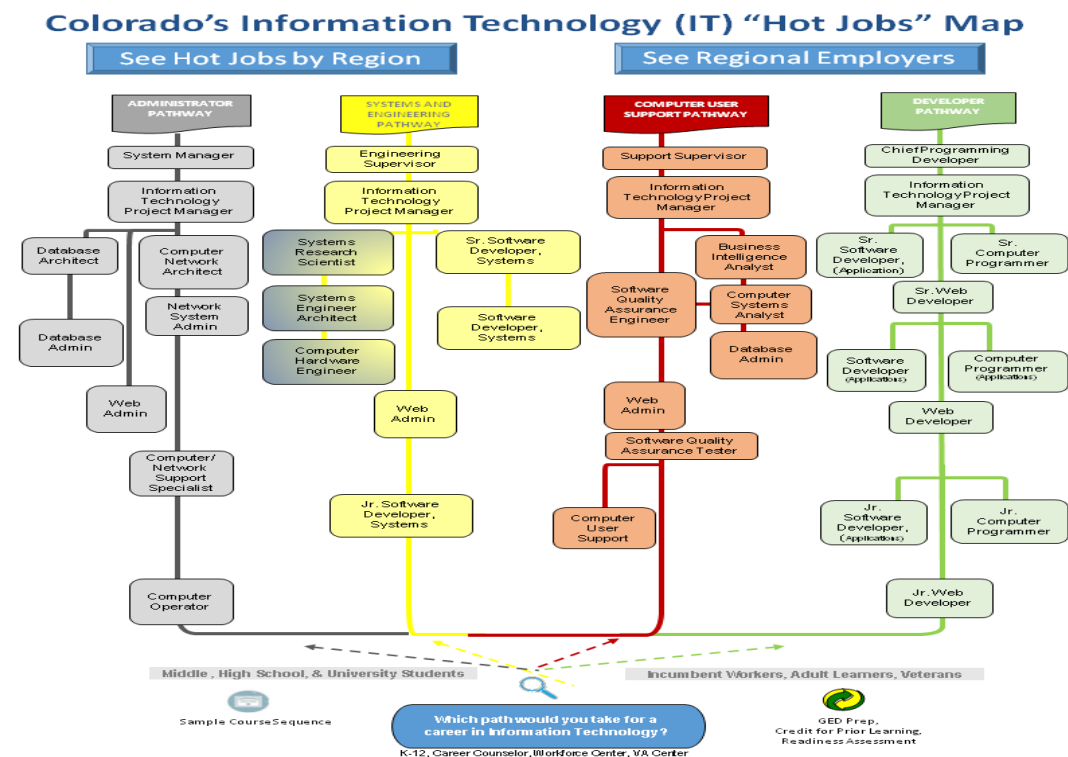 Colorado's Information Technology (IT) "Hot Jobs" Map
See Hot Jobs by Region
See Regional Employers
ADMINISTRATOR
PATHWAY
System Manager
Information
Technology
Project Manager
Database
Architect
Computer
Network
Architect
Network
System
Admin
Database
Admin
Web
Admin
Computer/
Network
Support
Specialist
Computer
Operator
SYSTEMS AND
ENGINEERING
PATHWAY
Engineering
Supervisor
Information
Technology
Project Manager
Systems
Research
Scientist
Sr. Software
Developer,
Systems
Systems
Engineer
Architect
Software
Developer,
Systems
Computer
Hardware
Engineer
Web
Admin
Jr. Software
Developer,
Systems
COMPUTER USER
SUPPORT PATHWAY
Support Supervisor
Information
Technology Project
Manager
Business
Intelligence
Analyst
Software
Quality
Assurance
Engineer
Computer
Systems
Analyst
Database
Admin
Web
Admin
Software Quality
Assurance Tester
Computer
User
Support
DEVELOPER
PATHWAY
Chief Programming
Developer
Information
Technology Project
Manager
Sr.
Software
Developer,
(Application)
Sr.
Computer
Programmer
Sr. Web
Developer
Software
Developer
(Applications)
Computer
Programmer
(Applications)
Web
Developer
Jr.
Software
Developer,
(Applications)
Jr.
Computer
Programmer
Jr. Web
Developer
Middle, High School, & University Students
Incumbent Workers, Adult Learners, Veterans
Sample Course Sequence
Which path would you take for a
career in Information Technology?
K-12, Career Counselor, Workforce Center, VA Center
GED Prep,
Credit for Prior Learning,
Readiness Assessment